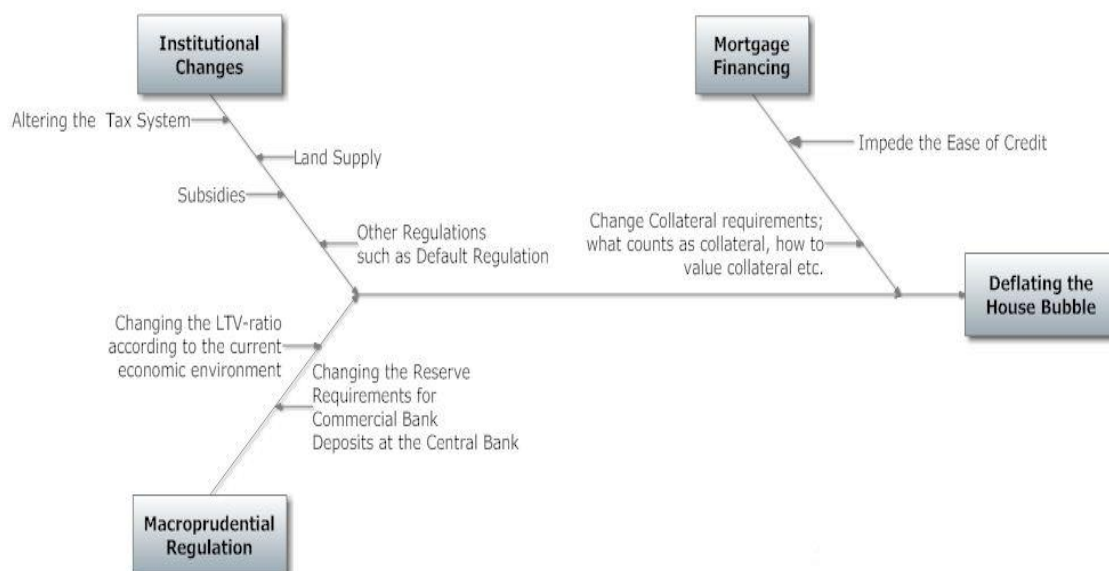 Institutional
Changes
Mortgage
Financing
Altering the Tax System
Land Supply
Subsidies
Other Regulations
such as Default Regulation
Impede the Ease of Credit
Change Collateral requirements;
what counts as collateral, how to
value collateral etc.
Deflating the
House Bubble
Changing the LTV-ratio
according to the current
economic environment
Changing the Reserve
Requirements for
Commercial Bank
Deposits at the Central Bank
Macroprudential
Regulation